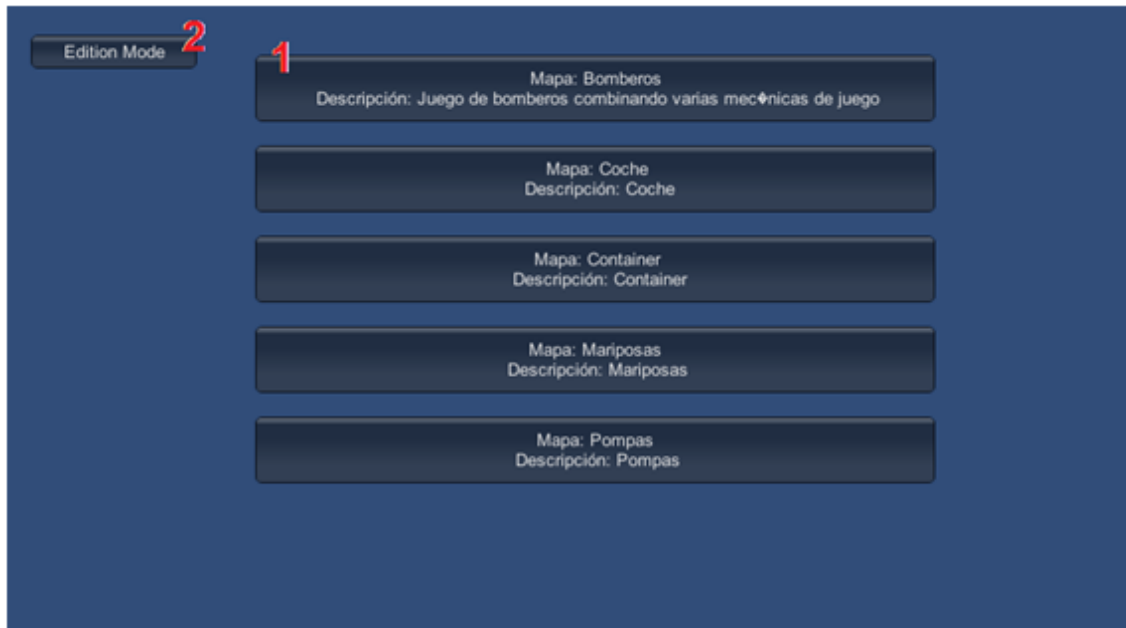 Edition Mode 2
1
Mapa: Bomberos
Descripción: Juego de bomberos combinando varias mec�nicas de juego
Mapa: Coche
Descripción: Coche
Mapa: Container
Descripción: Container
Mapa: Mariposas
Descripción: Mariposas
Mapa: Pompas
Descripción: Pompas